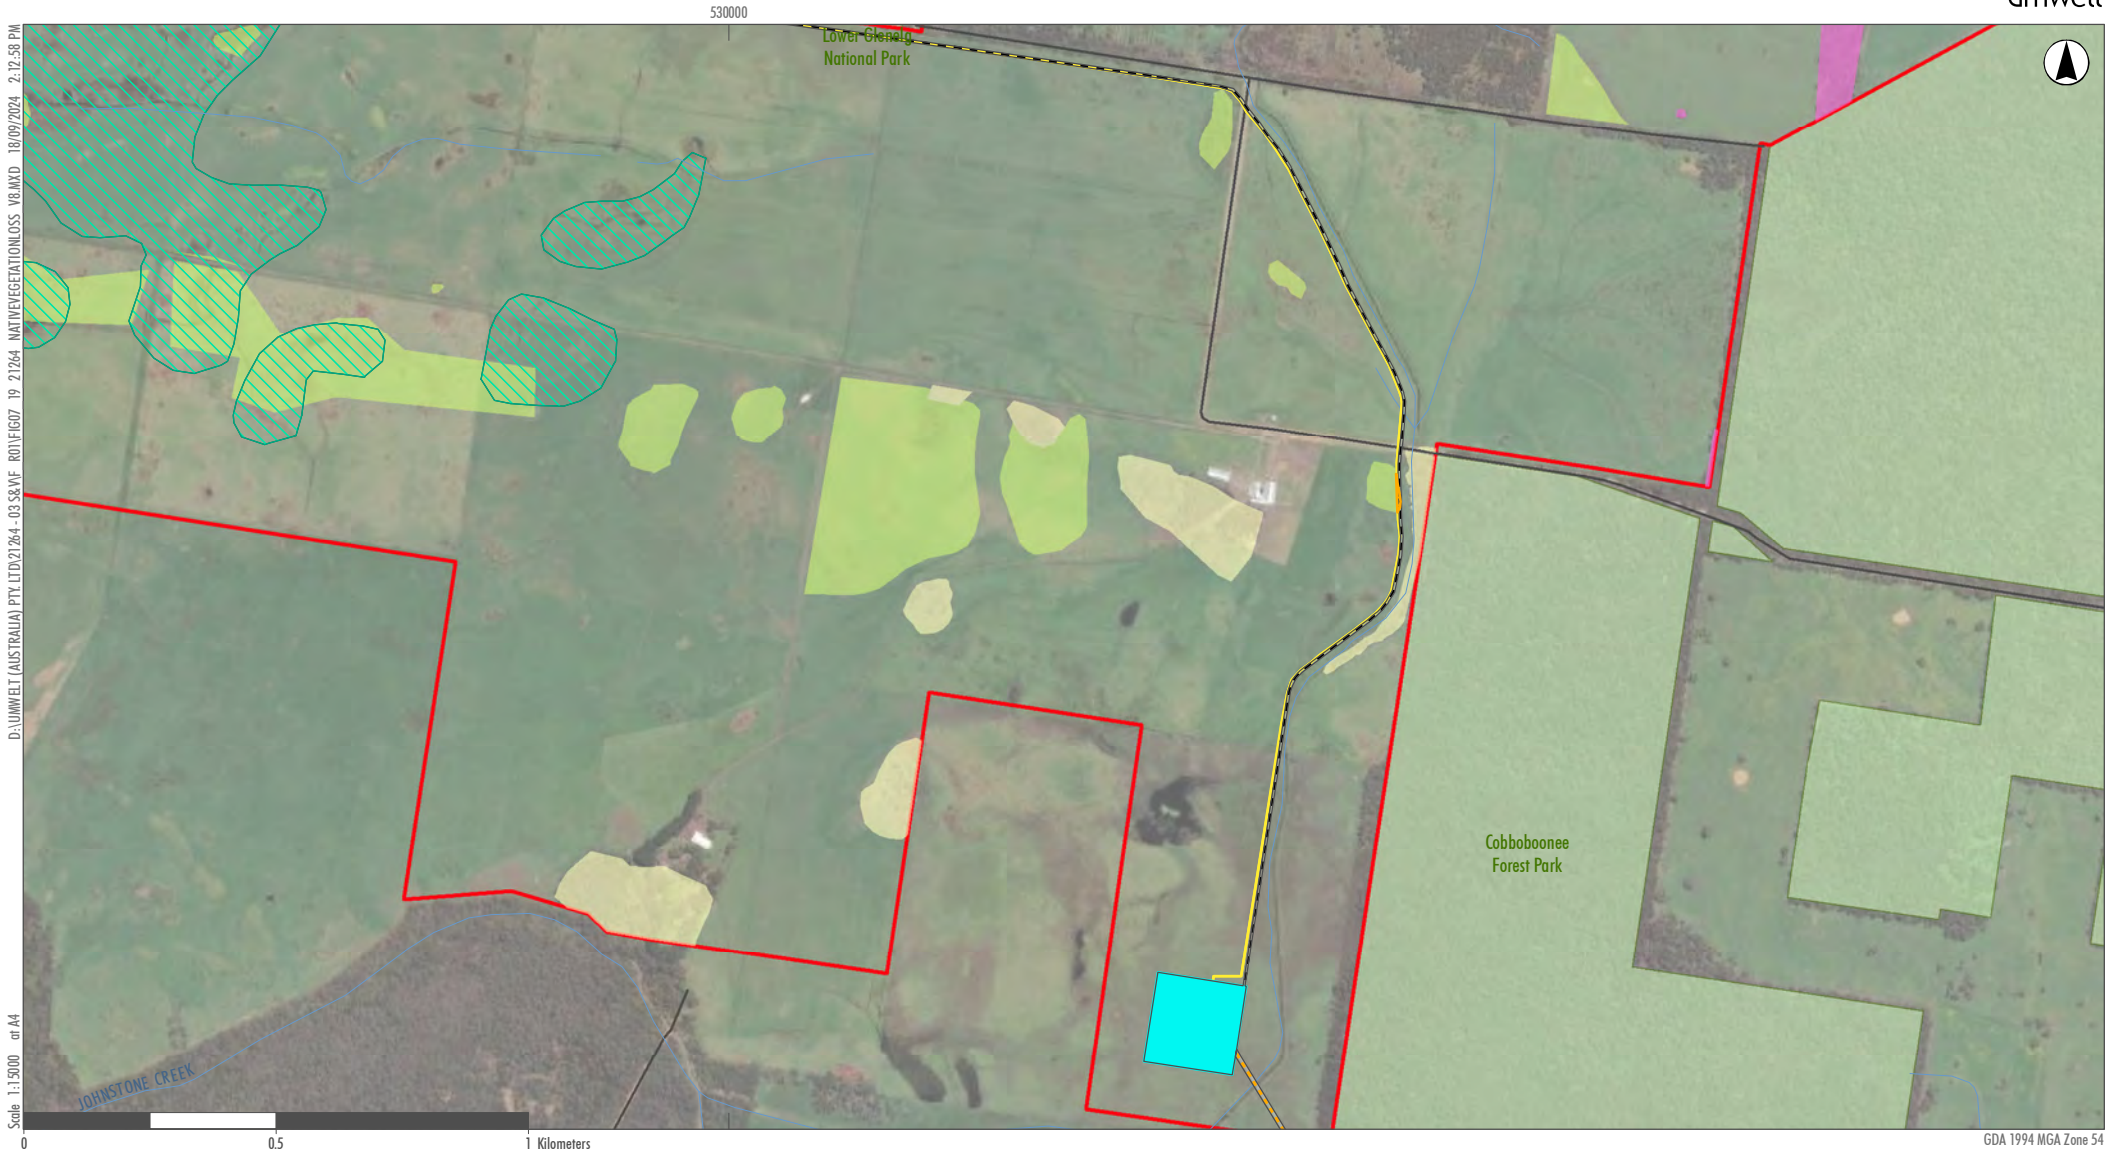 530000
Lower Glenelg
National Park
Cobboboonee
Forest Park
JOHNSTONE CREEK
0
0.5
1 Kilometers
GDA 1994 MGA Zone 54
Scale 1:15000 at A4
D:\UMWELT (AUSTRALIA) PTY. LTD\21264 - 03 S&WF R01\FIG07 19 21264 NATIVEVEGETATIONLOSS V8.MXD 18/09/2024 2:12:58 PM